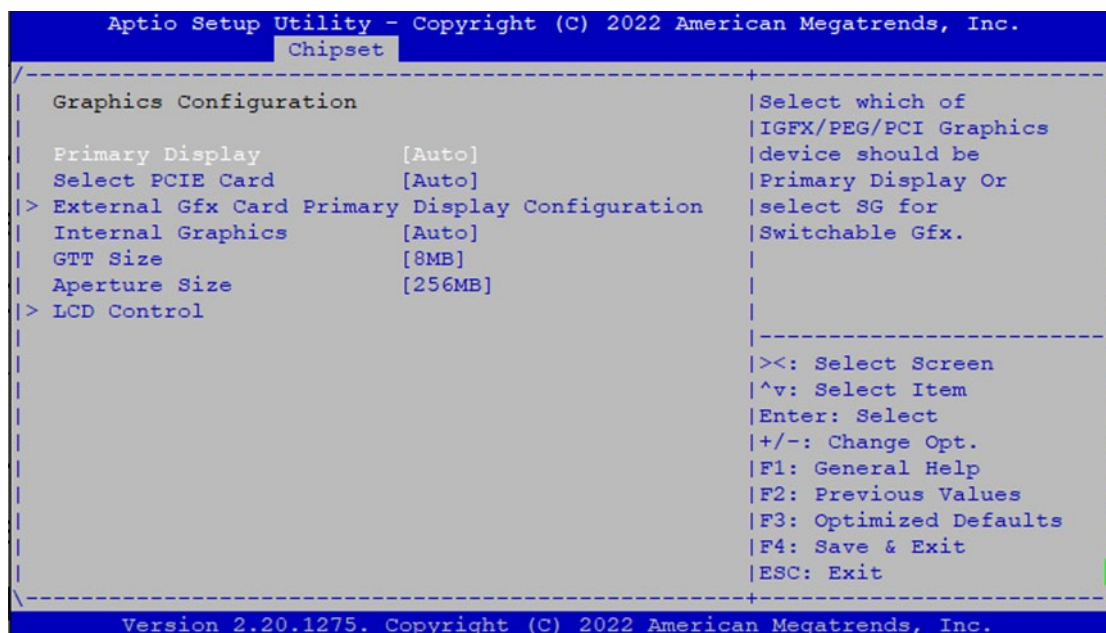 Aptio Setup Utility - Copyright (C) 2022 American Megatrends, Inc.
Chipset
/----------------------------------------------------+-------------------------
| Graphics Configuration |Select which of
| |IGFX/PEG/PCI Graphics
| Primary Display [Auto] |device should be
| Select PCIE Card [Auto] |Primary Display Or
|> External Gfx Card Primary Display Configuration |select SG for
| Internal Graphics [Auto] |Switchable Gfx.
| GTT Size [8MB] |
| Aperture Size [256MB] |
|> LCD Control |
| |-------------------------
| |><: Select Screen
| |^v: Select Item
| |Enter: Select
| |+/-: Change Opt.
| |F1: General Help
| |F2: Previous Values
| |F3: Optimized Defaults
| |F4: Save & Exit
| |ESC: Exit
\----------------------------------------------------+-------------------------
Version 2.20.1275. Copyright (C) 2022 American Megatrends, Inc.